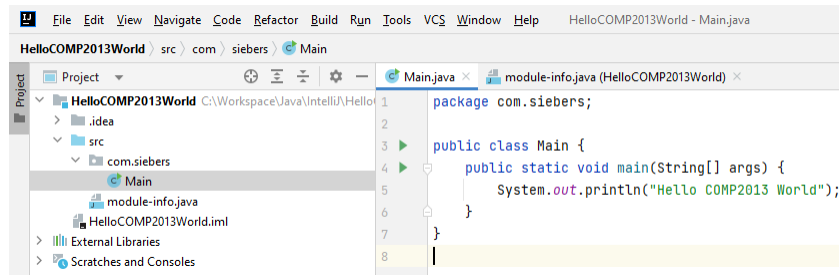 IJ File Edit View Navigate Code Refactor Build Run Tools VCS Window Help HelloCOMP2013World - Main.java
HelloCOMP2013World src com siebers C Main
Project
Project
HelloCOMP2013World C:\Workspace\Java\IntelliJ\Hello
.idea
src
com.siebers
C Main
module-info.java
HelloCOMP2013World.iml
External Libraries
Scratches and Consoles
C Main.java module-info.java (HelloCOMP2013World)
1 package com.siebers;
2
3 public class Main {
4 public static void main(String[] args) {
5 System.out.println("Hello COMP2013 World");
6 }
7 }
8